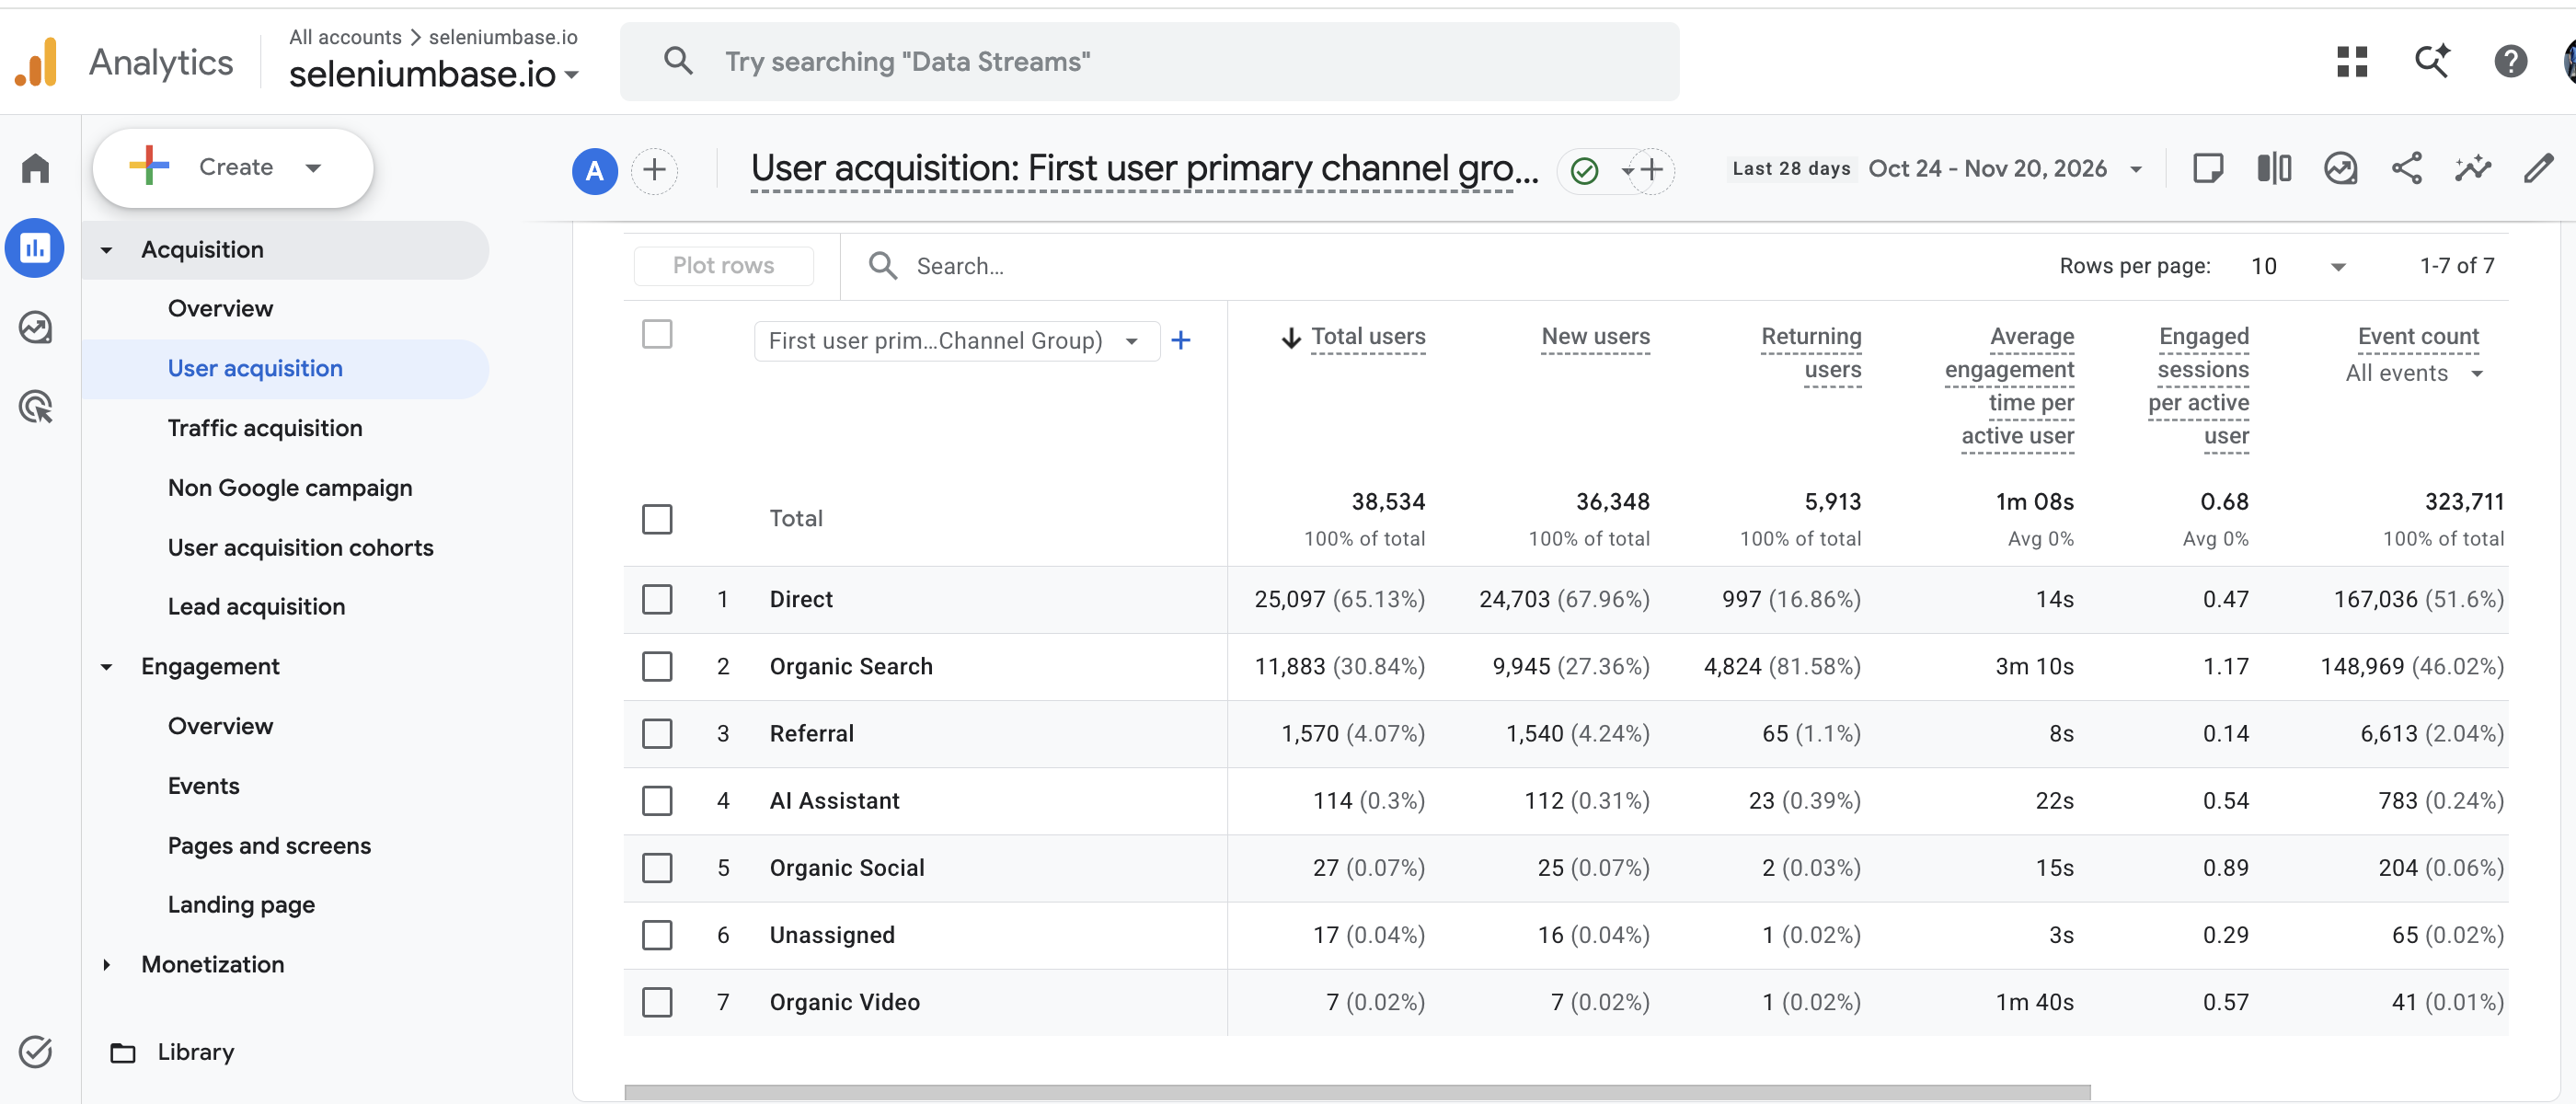 All accounts > seleniumbase.io
Analytics
seleniumbase.io
Try searching "Data Streams"
Create
A
User acquisition: First user primary channel gro...
Last 28 days Oct 24 - Nov 20, 2026
Acquisition
Overview
User acquisition
Traffic acquisition
Non Google campaign
User acquisition cohorts
Lead acquisition
Engagement
Overview
Events
Pages and screens
Landing page
Monetization
Library
Plot rows
Search…
Rows per page: 10
1-7 of 7
First user prim...Channel Group)
Total users
New users
Returning
users
Average
engagement
time per
active user
Engaged
sessions
per active
user
Event count
All events
Total 38,534 36,348 5,913 1m 08s 0.68 323,711
100% of total 100% of total 100% of total Avg 0% Avg 0% 100% of total
1 Direct 25,097 (65.13%) 24,703 (67.96%) 997 (16.86%) 14s 0.47 167,036 (51.6%)
2 Organic Search 11,883 (30.84%) 9,945 (27.36%) 4,824 (81.58%) 3m 10s 1.17 148,969 (46.02%)
3 Referral 1,570 (4.07%) 1,540 (4.24%) 65 (1.1%) 8s 0.14 6,613 (2.04%)
4 AI Assistant 114 (0.3%) 112 (0.31%) 23 (0.39%) 22s 0.54 783 (0.24%)
5 Organic Social 27 (0.07%) 25 (0.07%) 2 (0.03%) 15s 0.89 204 (0.06%)
6 Unassigned 17 (0.04%) 16 (0.04%) 1 (0.02%) 3s 0.29 65 (0.02%)
7 Organic Video 7 (0.02%) 7 (0.02%) 1 (0.02%) 1m 40s 0.57 41 (0.01%)